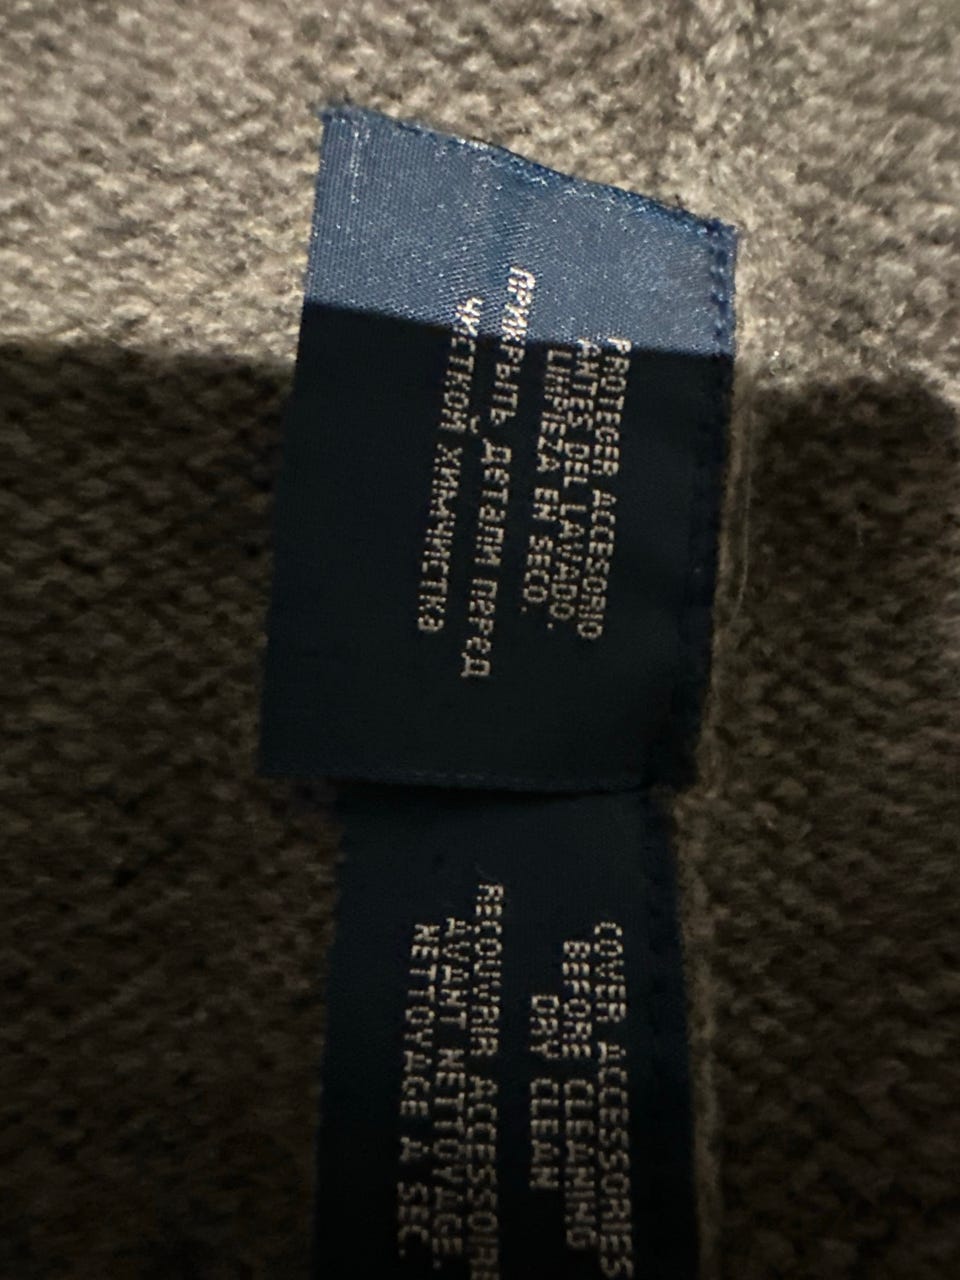 PROTEGER ACCESORIO
ANTES DEL LAVADO.
LIMPIEZA EN SECO.
ПРИКРЫТЬ ДЕТАЛИ ПЕРЕД
ЧИСТКОЙ ХИМЧИСТКА
COVER ACCESSORIES
BEFORE CLEANING
DRY CLEAN
RECOUVRIR ACCESSOIRE
AVANT NETTOYAGE.
NETTOYAGE A SEC.